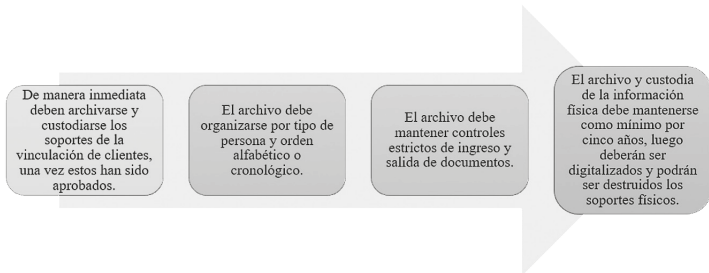 De manera inmediata
deben archivarse y
custodiarse los
soportes de la
vinculación de clientes,
una vez estos han sido
aprobados.
El archivo debe
organizarse por tipo de
persona y orden
alfabético o
cronológico.
El archivo debe
mantener controles
estrictos de ingreso y
salida de documentos.
El archivo y custodia
de la información
física debe mantenerse
como mínimo por
cinco años, luego
deberán ser
digitalizados y podrán
ser destruidos los
soportes físicos.